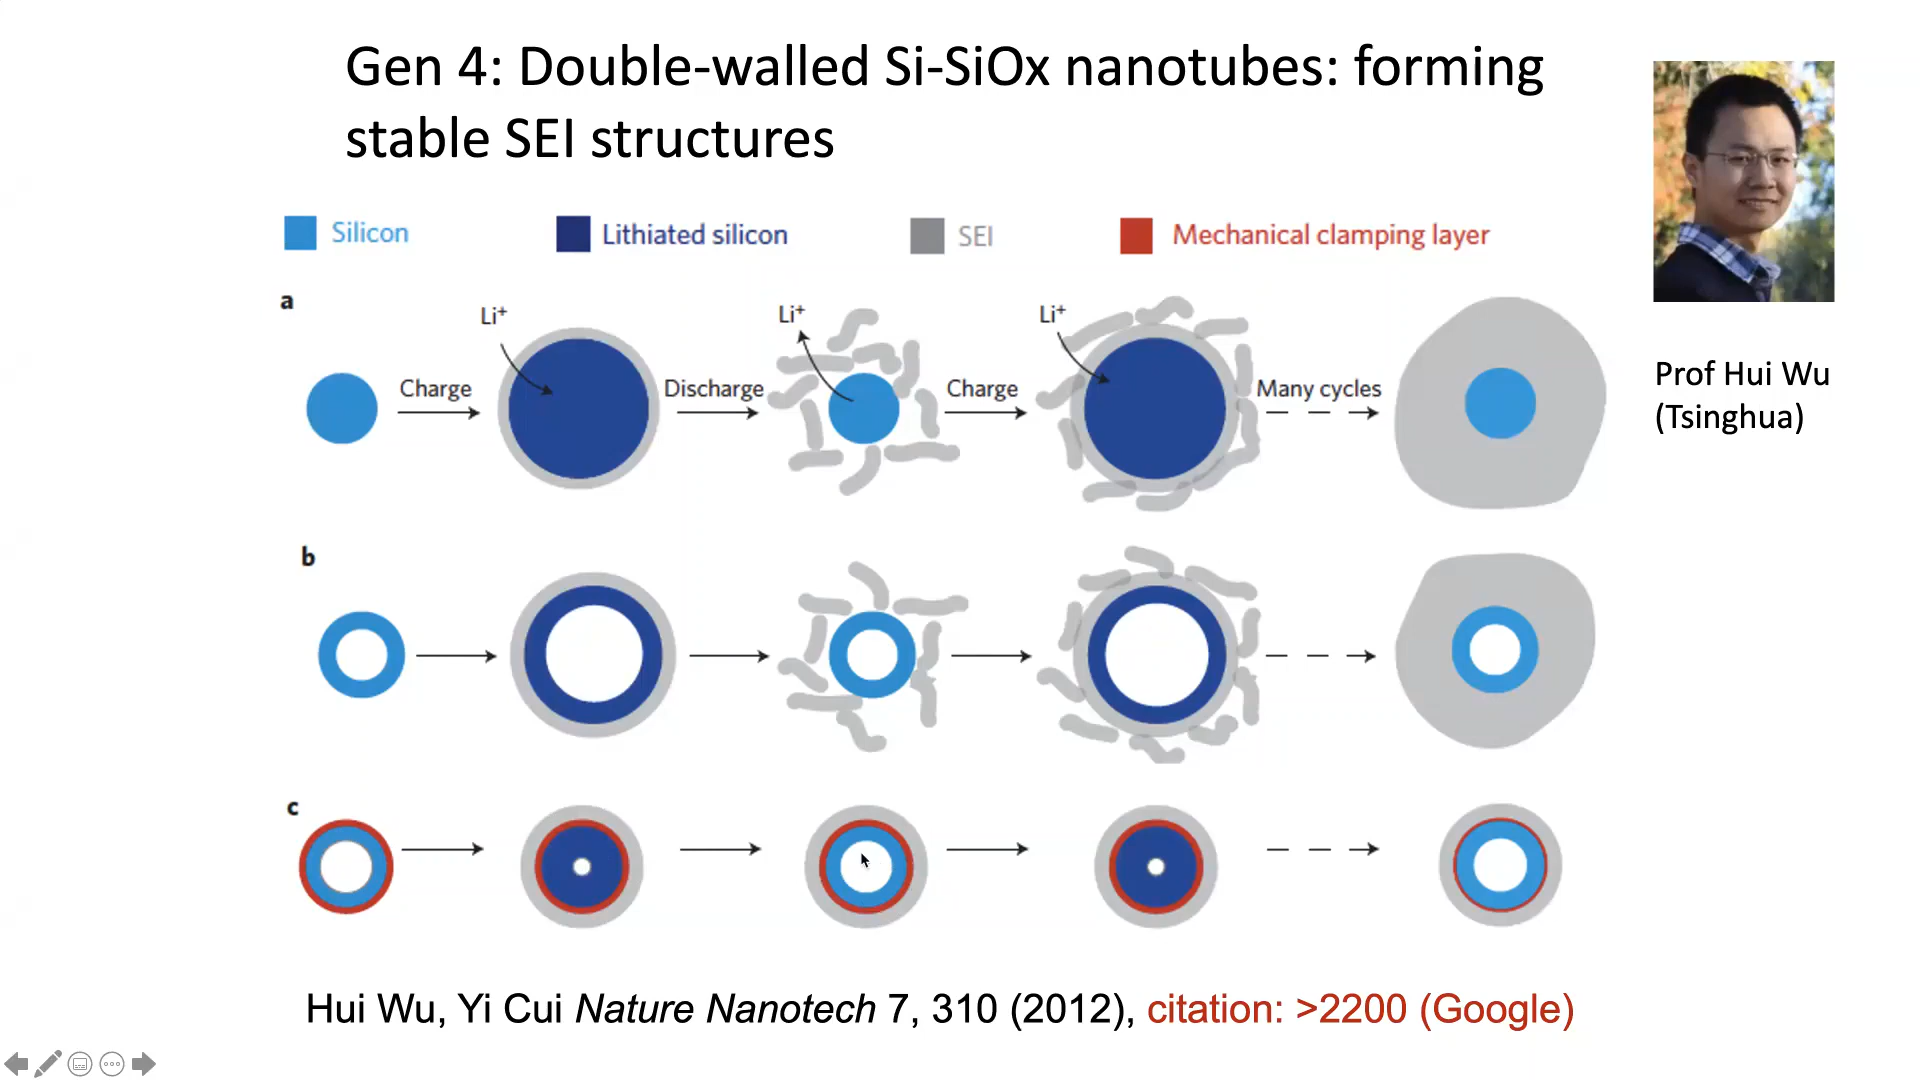 Gen 4: Double-walled Si-SiOx nanotubes: forming
stable SEI structures
Silicon
Lithiated silicon
SEI
Mechanical clamping layer
a
Li⁺
Li⁺
Li⁺
Charge
Discharge
Charge
Many cycles
Prof Hui Wu
(Tsinghua)
b
c
Hui Wu, Yi Cui Nature Nanotech 7, 310 (2012), citation: >2200 (Google)